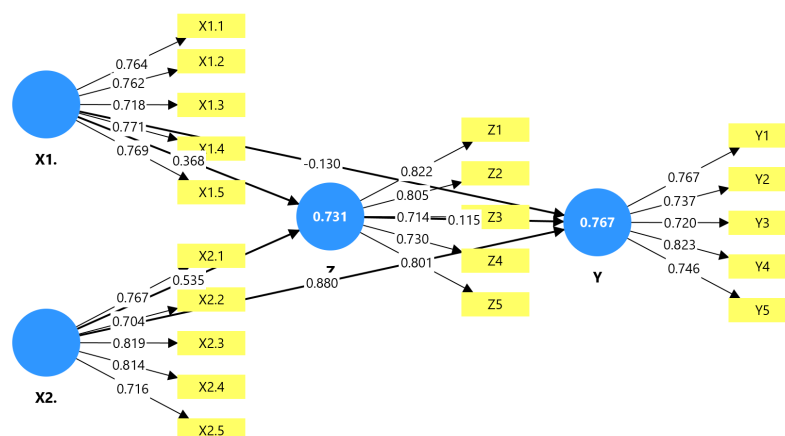 X1.1
0.764
X1.2
0.762
X1.3
0.718
X1.4
0.771
X1.5
0.769
X1.
0.368
-0.130
Z1
0.822
Z2
0.805
Z3
0.714
0.115
Z4
0.730
Z5
0.801
0.731
Z
Y1
0.767
Y2
0.737
Y3
0.720
Y4
0.823
Y5
0.746
0.767
Y
X2.1
0.767
0.535
X2.2
0.704
0.880
X2.3
0.819
X2.4
0.814
X2.5
0.716
X2.